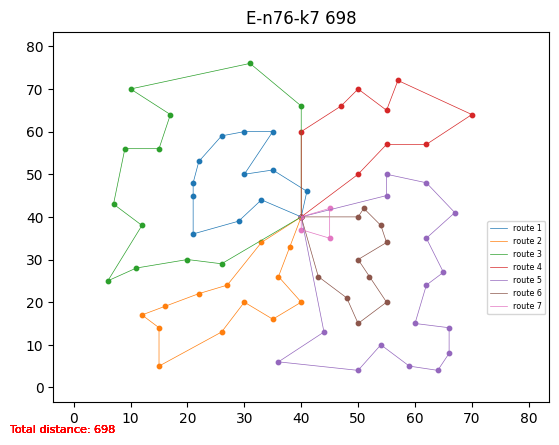 E-n76-k7 698
80
70
60
50
40
30
20
10
0
0 10 20 30 40 50 60 70 80
route 1
route 2
route 3
route 4
route 5
route 6
route 7
Total distance: 698